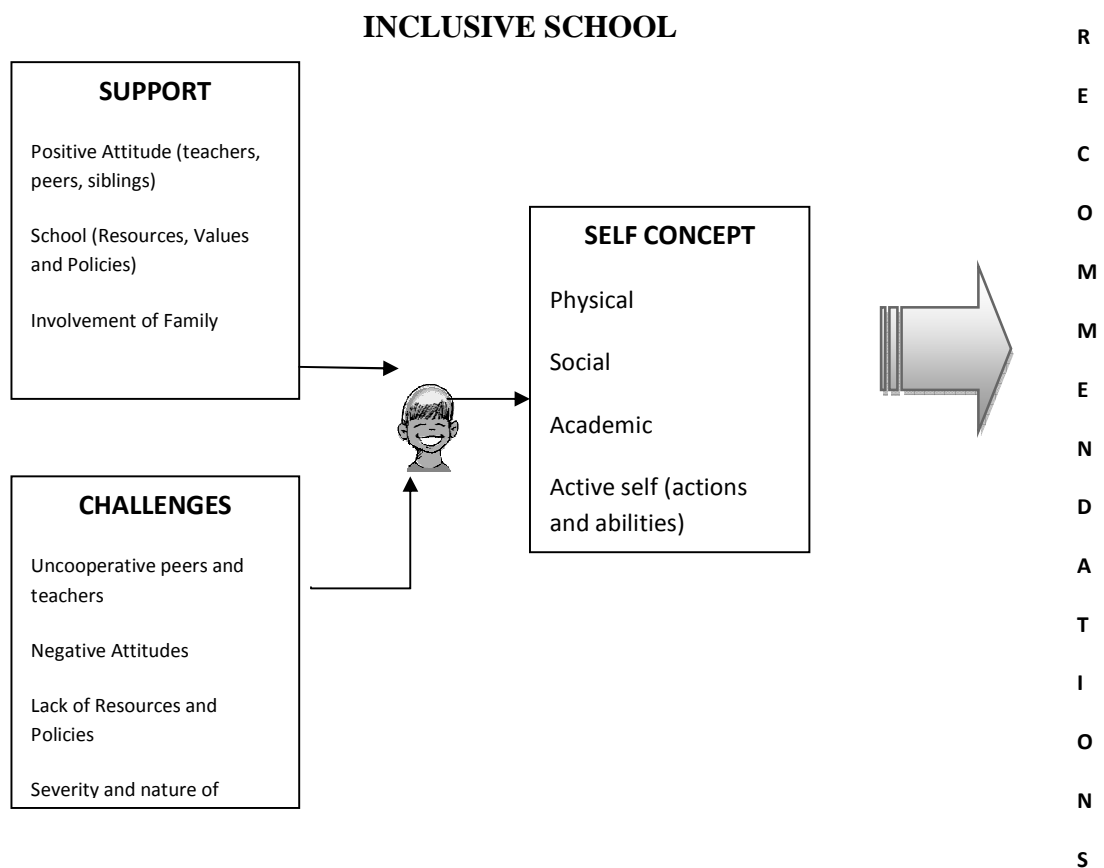 INCLUSIVE SCHOOL
SUPPORT
Positive Attitude (teachers,
peers, siblings)
School (Resources, Values
and Policies)
Involvement of Family
CHALLENGES
Uncooperative peers and
teachers
Negative Attitudes
Lack of Resources and
Policies
Severity and nature of
SELF CONCEPT
Physical
Social
Academic
Active self (actions
and abilities)
R
E
C
O
M
M
E
N
D
A
T
I
O
N
S